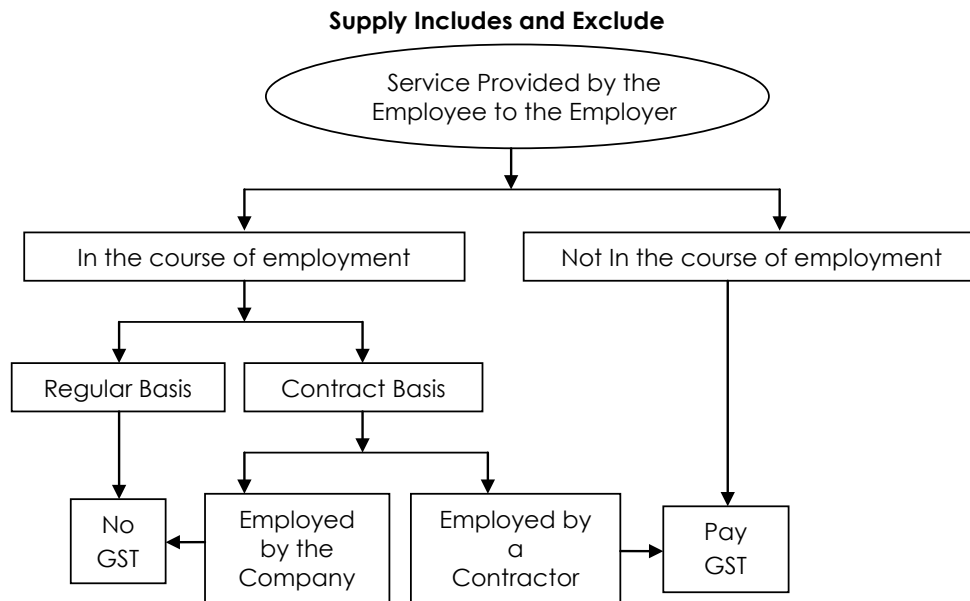 Supply Includes and Exclude
Service Provided by the
Employee to the Employer
In the course of employment
Not In the course of employment
Regular Basis
Contract Basis
No
GST
Employed
by the
Company
Employed by
a
Contractor
Pay
GST